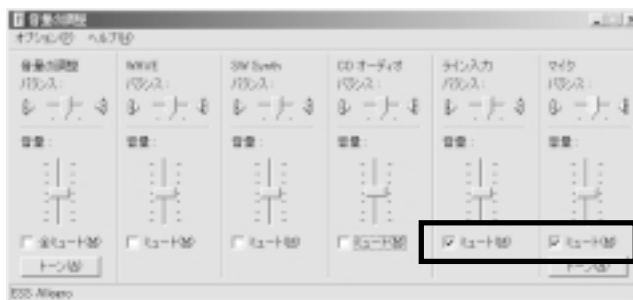 音量の調整
オプション(P) ヘルプ(H)
音量の調整 WAVE SW Synth CD オーディオ ライン入力 マイク
バランス: バランス: バランス: バランス: バランス: バランス:
音量: 音量: 音量: 音量: 音量: 音量:
全ミュート(M) ミュート(M) ミュート(M) ミュート(M) ミュート(M) ミュート(M)
トーン(A) トーン(A)
ESS Allegro